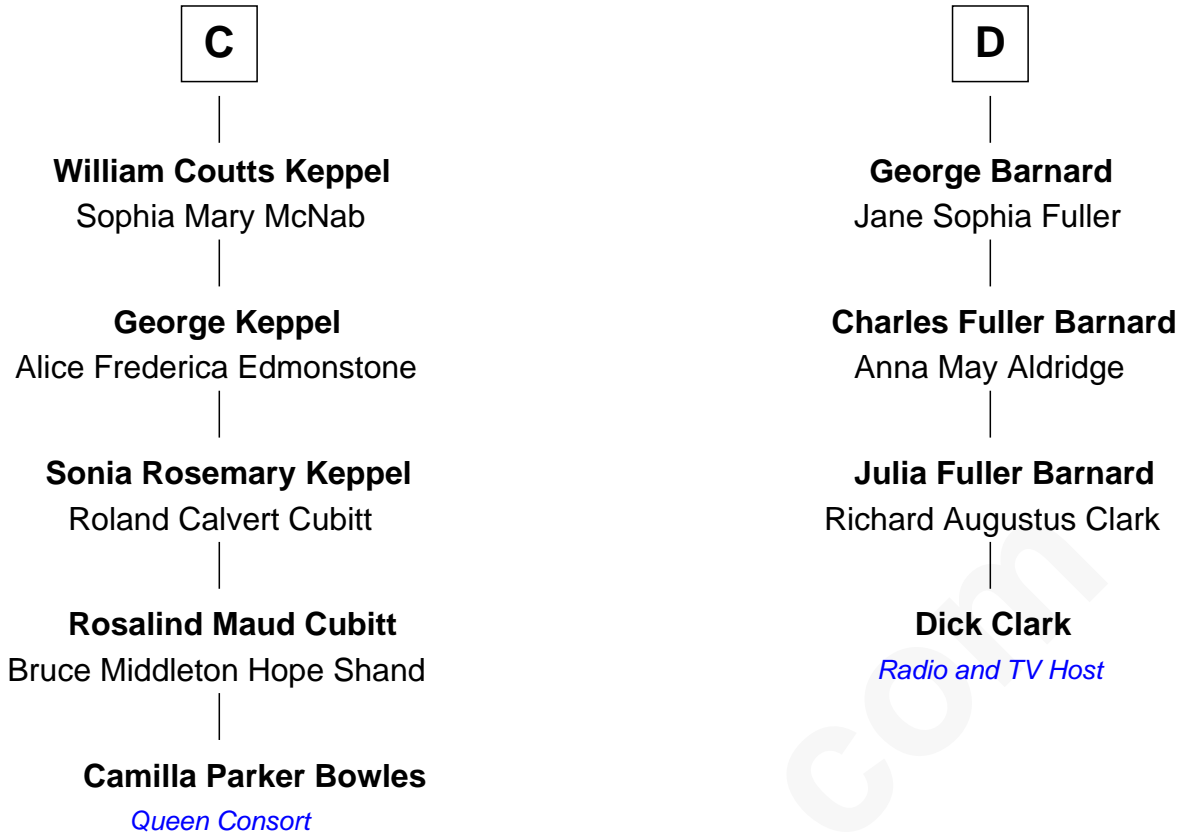 C
William Coutts Keppel
Sophia Mary McNab
George Keppel
Alice Frederica Edmonstone
Sonia Rosemary Keppel
Roland Calvert Cubitt
Rosalind Maud Cubitt
Bruce Middleton Hope Shand
Camilla Parker Bowles
Queen Consort
D
George Barnard
Jane Sophia Fuller
Charles Fuller Barnard
Anna May Aldridge
Julia Fuller Barnard
Richard Augustus Clark
Dick Clark
Radio and TV Host
com